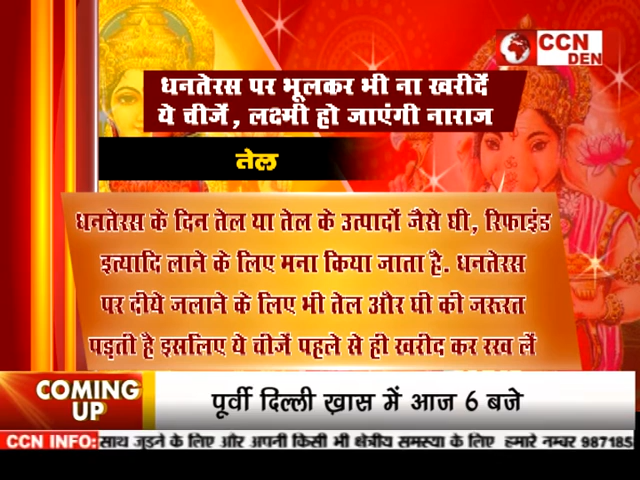 CCN
DEN
धनतेरस पर भूलकर भी ना खरीदें
ये चीजें, लक्ष्मी हो जाएंगी नाराज
तेल
धनतेरस के दिन तेल या तेल के उत्पादों जैसे घी, रिफाइंड
इत्यादि लाने के लिए मना किया जाता है. धनतेरस
पर दीये जलाने के लिए भी तेल और घी की जरुरत
पड़ती है इसलिए ये चीजें पहले से ही खरीद कर रख लें
COMING
UP
पूर्वी दिल्ली ख़ास में आज 6 बजे
CCN INFO: साथ जुड़ने के लिए और अपनी किसी भी क्षेत्रीय समस्या के लिए हमारे नम्बर 987185